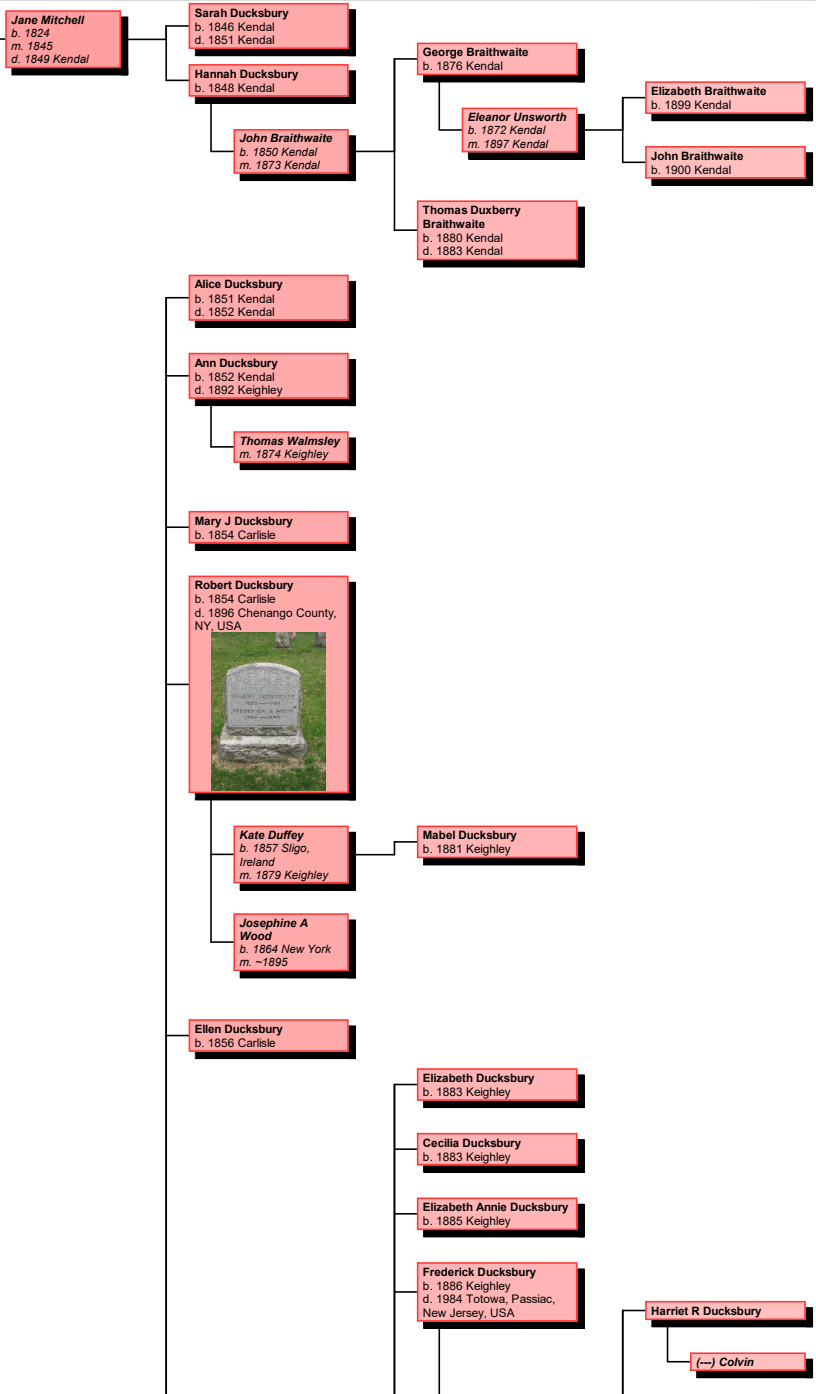 Jane Mitchell
b. 1824
m. 1845
d. 1849 Kendal
Sarah Ducksbury
b. 1846 Kendal
d. 1851 Kendal
Hannah Ducksbury
b. 1848 Kendal
John Braithwaite
b. 1850 Kendal
m. 1873 Kendal
George Braithwaite
b. 1876 Kendal
Eleanor Unsworth
b. 1872 Kendal
m. 1897 Kendal
Elizabeth Braithwaite
b. 1899 Kendal
John Braithwaite
b. 1900 Kendal
Thomas Duxberry
Braithwaite
b. 1880 Kendal
d. 1883 Kendal
Alice Ducksbury
b. 1851 Kendal
d. 1852 Kendal
Ann Ducksbury
b. 1852 Kendal
d. 1892 Keighley
Thomas Walmsley
m. 1874 Keighley
Mary J Ducksbury
b. 1854 Carlisle
Robert Ducksbury
b. 1854 Carlisle
d. 1896 Chenango County,
NY, USA
Kate Duffey
b. 1857 Sligo,
Ireland
m. 1879 Keighley
Mabel Ducksbury
b. 1881 Keighley
Josephine A
Wood
b. 1864 New York
m. ~1895
Ellen Ducksbury
b. 1856 Carlisle
Elizabeth Ducksbury
b. 1883 Keighley
Cecilia Ducksbury
b. 1883 Keighley
Elizabeth Annie Ducksbury
b. 1885 Keighley
Frederick Ducksbury
b. 1886 Keighley
d. 1984 Totowa, Passiac,
New Jersey, USA
Harriet R Ducksbury
(---) Colvin